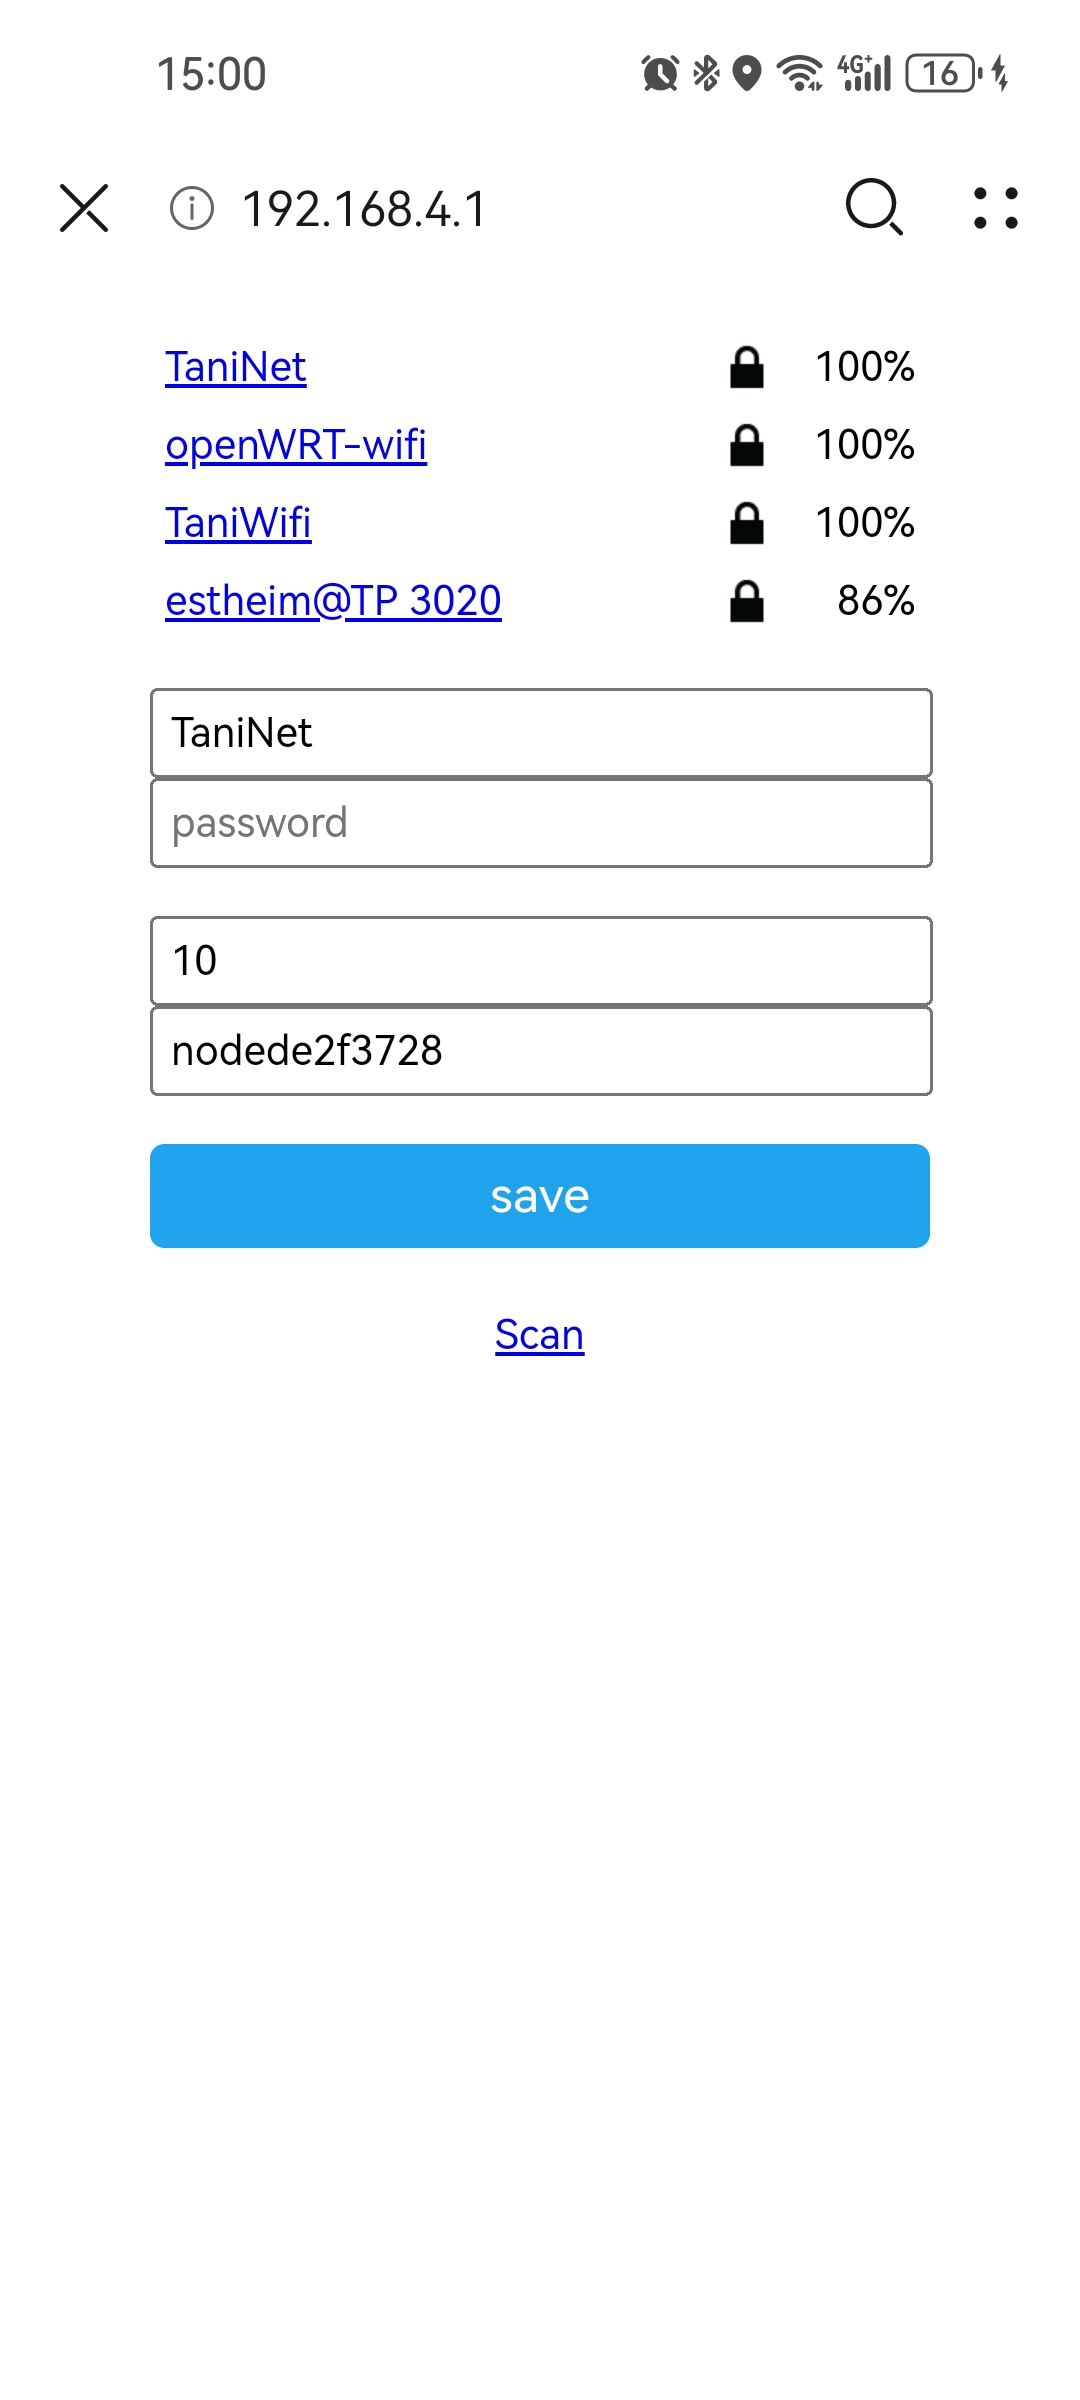 15:00 4G+ 16
192.168.4.1
TaniNet 100%
openWRT-wifi 100%
TaniWifi 100%
estheim@TP 3020 86%
TaniNet
password
10
nodede2f3728
save
Scan